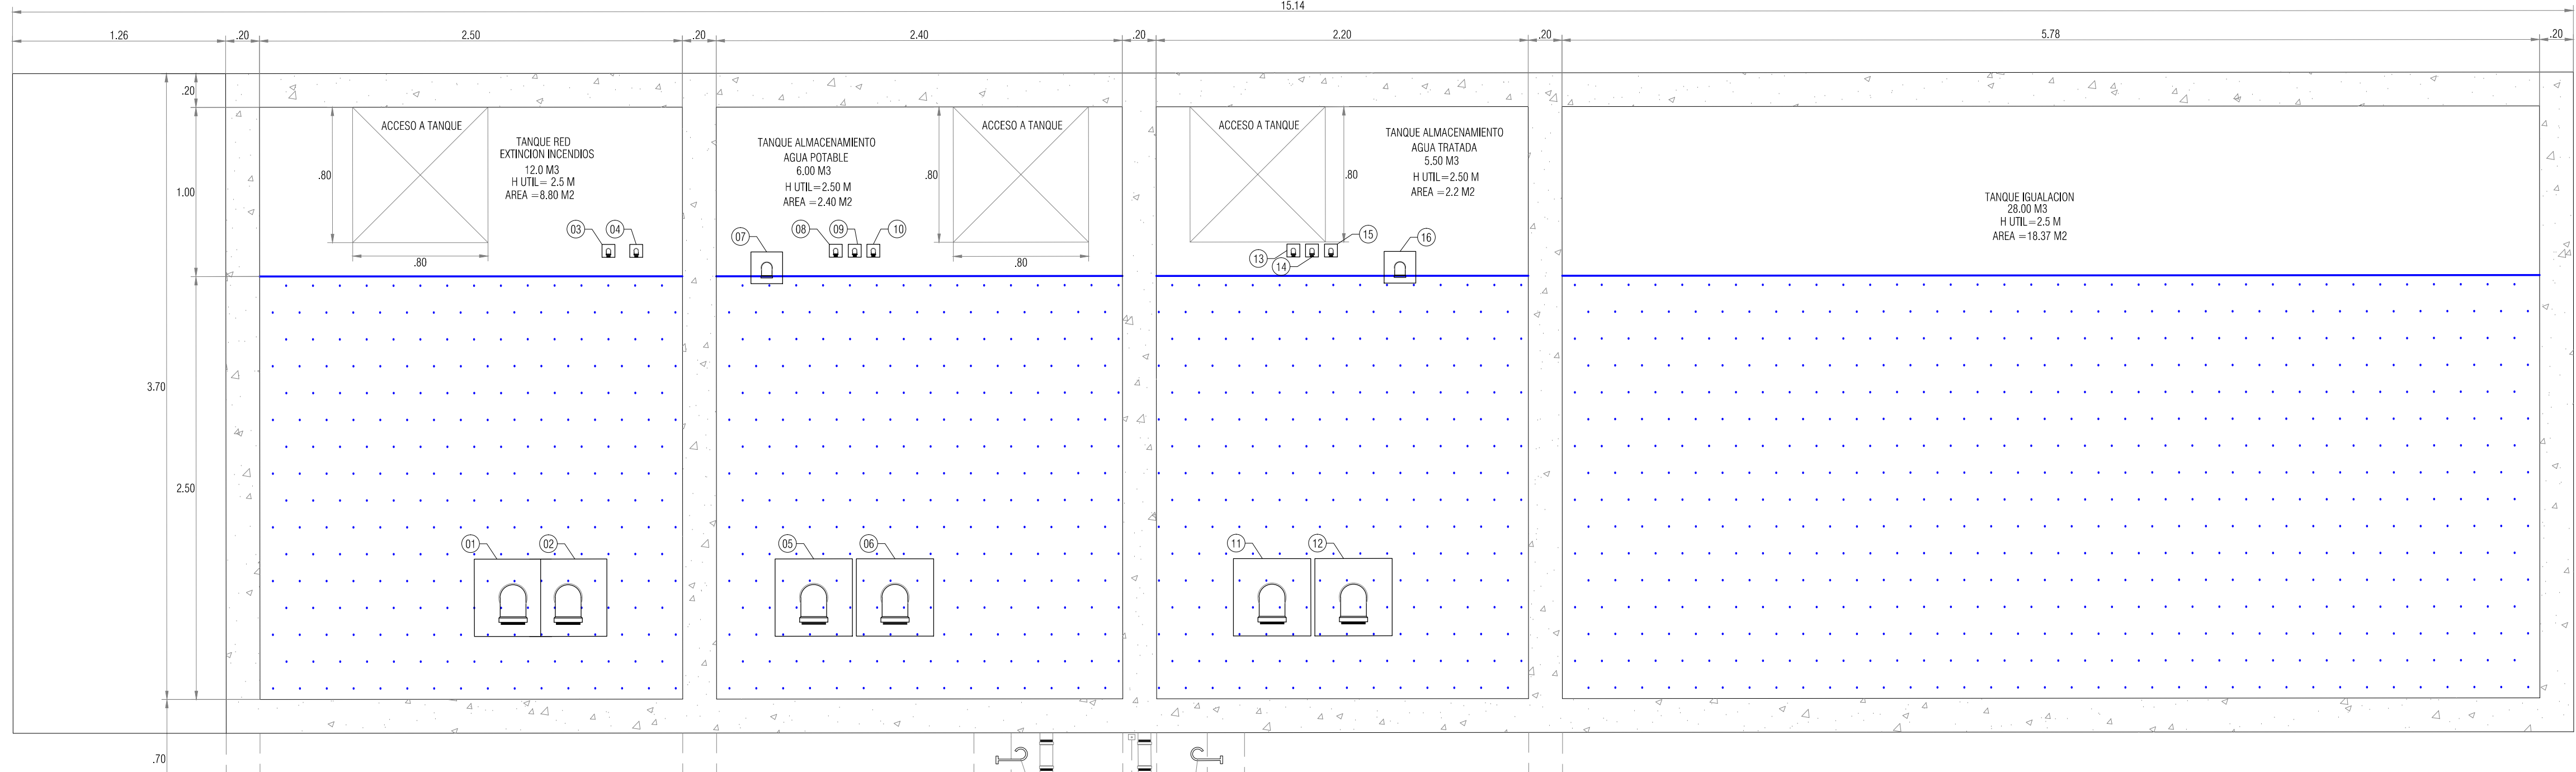 15.14
1.26
.20
2.50
.20
2.40
.20
2.20
.20
5.78
.20
.20
1.00
3.70
2.50
.70
ACCESO A TANQUE
.80
.80
TANQUE RED
EXTINCION INCENDIOS
12.0 M3
H UTIL= 2.5 M
AREA =8.80 M2
03
04
01
02
TANQUE ALMACENAMIENTO
AGUA POTABLE
6.00 M3
H UTIL=2.50 M
AREA =2.40 M2
ACCESO A TANQUE
.80
.80
07
08
09
10
05
06
ACCESO A TANQUE
.80
TANQUE ALMACENAMIENTO
AGUA TRATADA
5.50 M3
H UTIL=2.50 M
AREA =2.2 M2
13
14
15
16
11
12
TANQUE IGUALACION
28.00 M3
H UTIL=2.5 M
AREA =18.37 M2